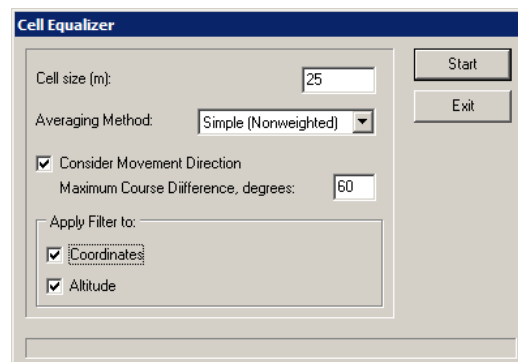 Cell Equalizer
Cell size (m): 25
Averaging Method: Simple (Nonweighted)
Consider Movement Direction
Maximum Course Diifference, degrees: 60
Apply Filter to:
Coordinates
Altitude
Start
Exit